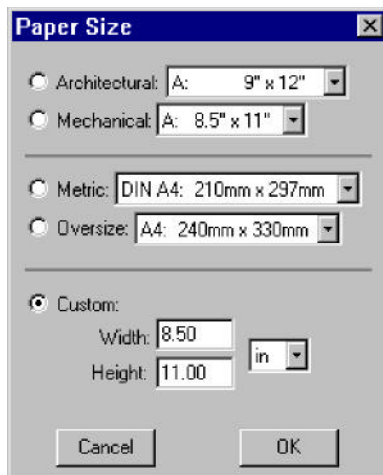 Paper Size
Architectural: A: 9" x 12"
Mechanical: A: 8.5" x 11"
Metric: DIN A4: 210mm x 297mm
Oversize: A4: 240mm x 330mm
Custom:
Width: 8.50
in
Height: 11.00
Cancel OK